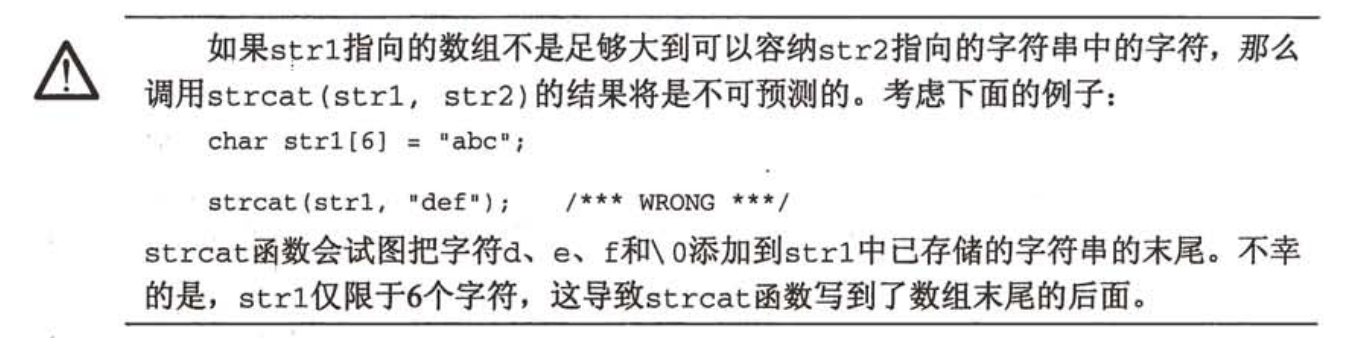 如果str1指向的数组不是足够大到可以容纳str2指向的字符串中的字符，那么
调用strcat(str1, str2)的结果将是不可预测的。考虑下面的例子：
char str1[6] = "abc";
strcat(str1, "def");   /*** WRONG ***/
strcat函数会试图把字符d、e、f和\0添加到str1中已存储的字符串的末尾。不幸
的是，str1仅限于6个字符，这导致strcat函数写到了数组末尾的后面。